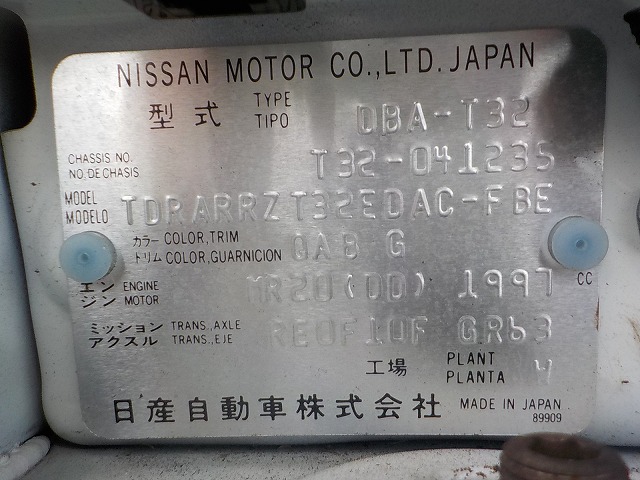 NISSAN MOTOR CO.,LTD. JAPAN
型式 TYPE TIPO DBA-T32
CHASSIS NO. NO. DE CHASIS T32-041235
MODEL MODELO TDRARRZ T32EDAC-FBE
カラー COLOR,TRIM
トリム COLOR,GUARNICION QAB G
エンジン ENGINE MOTOR MR20(DD) 1997 CC
ミッション TRANS.,AXLE
アクスル TRANS.,EJE RE0F10F GR63
工場 PLANT PLANTA W
日産自動車株式会社 MADE IN JAPAN
89909